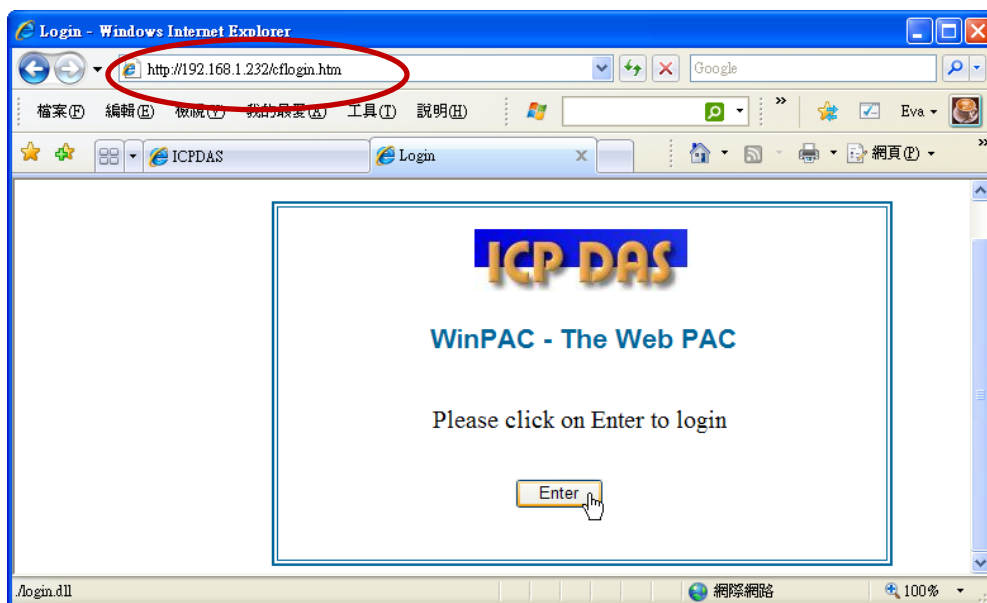 Login - Windows Internet Explorer
http://192.168.1.232/cflogin.htm
Google
檔案(F) 編輯(E) 檢視(V) 我的最愛(A) 工具(T) 說明(H) » Eva
ICPDAS Login 網頁(P) »
ICP DAS
WinPAC - The Web PAC
Please click on Enter to login
Enter
./login.dll 網際網路 100%